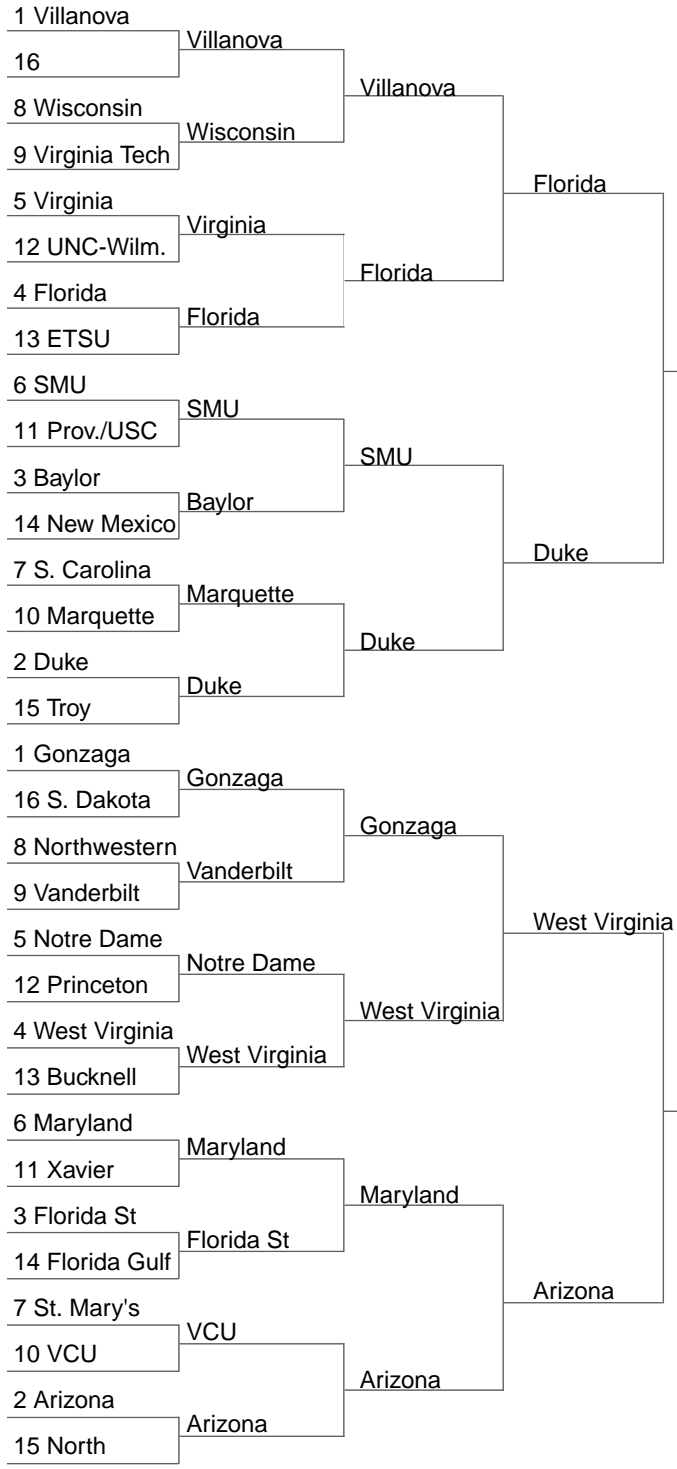 1 Villanova
Villanova
16
Villanova
8 Wisconsin
Wisconsin
9 Virginia Tech
Florida
5 Virginia
Virginia
12 UNC-Wilm.
Florida
4 Florida
Florida
13 ETSU
6 SMU
SMU
11 Prov./USC
SMU
3 Baylor
Baylor
14 New Mexico
Duke
7 S. Carolina
Marquette
10 Marquette
Duke
2 Duke
Duke
15 Troy
1 Gonzaga
Gonzaga
16 S. Dakota
Gonzaga
8 Northwestern
Vanderbilt
9 Vanderbilt
West Virginia
5 Notre Dame
Notre Dame
12 Princeton
West Virginia
4 West Virginia
West Virginia
13 Bucknell
6 Maryland
Maryland
11 Xavier
Maryland
3 Florida St
Florida St
14 Florida Gulf
Arizona
7 St. Mary's
VCU
10 VCU
Arizona
2 Arizona
Arizona
15 North